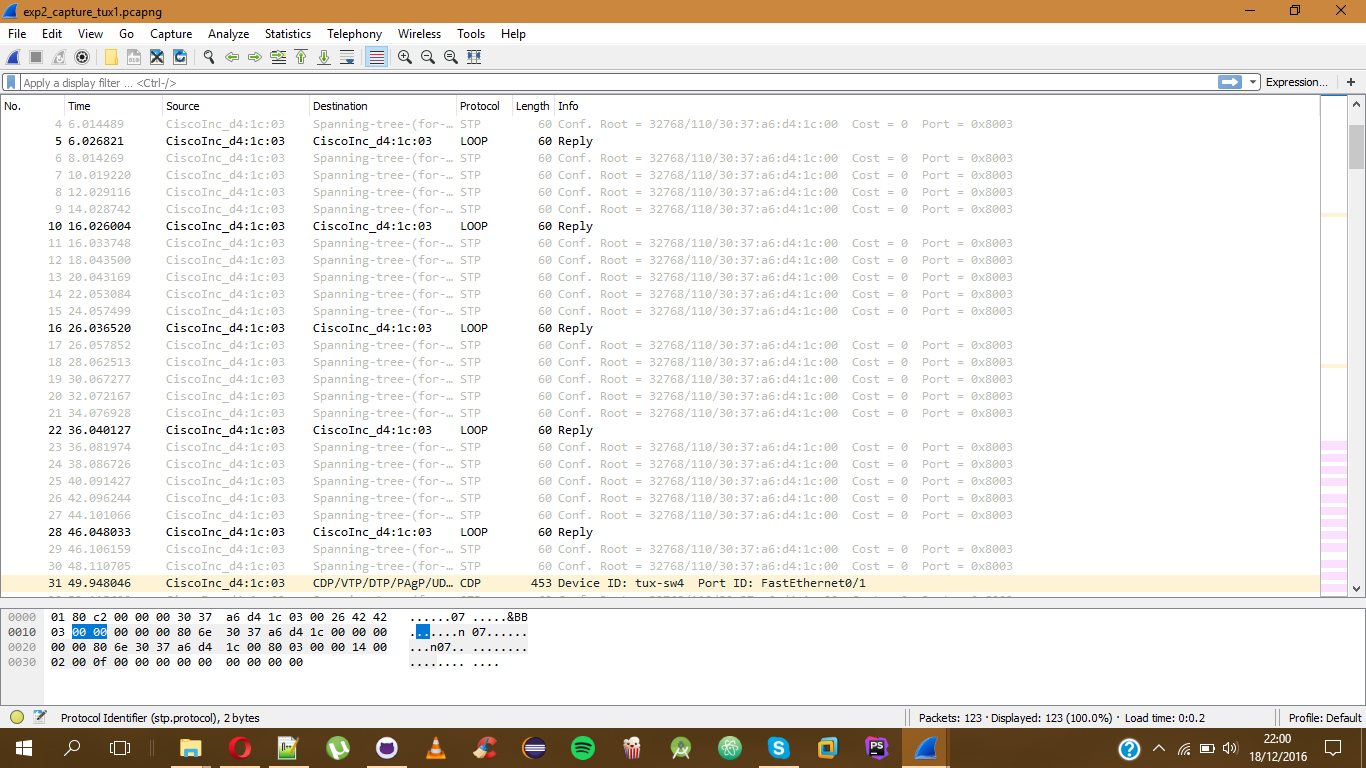 exp2_capture_tux1.pcapng
File Edit View Go Capture Analyze Statistics Telephony Wireless Tools Help
Apply a display filter ... <Ctrl-/> Expression... +
No. Time Source Destination Protocol Length Info
4 6.014489 CiscoInc_d4:1c:03 Spanning-tree-(for-… STP 60 Conf. Root = 32768/110/30:37:a6:d4:1c:00 Cost = 0 Port = 0x8003
5 6.026821 CiscoInc_d4:1c:03 CiscoInc_d4:1c:03 LOOP 60 Reply
6 8.014269 CiscoInc_d4:1c:03 Spanning-tree-(for-… STP 60 Conf. Root = 32768/110/30:37:a6:d4:1c:00 Cost = 0 Port = 0x8003
7 10.019220 CiscoInc_d4:1c:03 Spanning-tree-(for-… STP 60 Conf. Root = 32768/110/30:37:a6:d4:1c:00 Cost = 0 Port = 0x8003
8 12.029116 CiscoInc_d4:1c:03 Spanning-tree-(for-… STP 60 Conf. Root = 32768/110/30:37:a6:d4:1c:00 Cost = 0 Port = 0x8003
9 14.028742 CiscoInc_d4:1c:03 Spanning-tree-(for-… STP 60 Conf. Root = 32768/110/30:37:a6:d4:1c:00 Cost = 0 Port = 0x8003
10 16.026004 CiscoInc_d4:1c:03 CiscoInc_d4:1c:03 LOOP 60 Reply
11 16.033748 CiscoInc_d4:1c:03 Spanning-tree-(for-… STP 60 Conf. Root = 32768/110/30:37:a6:d4:1c:00 Cost = 0 Port = 0x8003
12 18.043500 CiscoInc_d4:1c:03 Spanning-tree-(for-… STP 60 Conf. Root = 32768/110/30:37:a6:d4:1c:00 Cost = 0 Port = 0x8003
13 20.043169 CiscoInc_d4:1c:03 Spanning-tree-(for-… STP 60 Conf. Root = 32768/110/30:37:a6:d4:1c:00 Cost = 0 Port = 0x8003
14 22.053084 CiscoInc_d4:1c:03 Spanning-tree-(for-… STP 60 Conf. Root = 32768/110/30:37:a6:d4:1c:00 Cost = 0 Port = 0x8003
15 24.057499 CiscoInc_d4:1c:03 Spanning-tree-(for-… STP 60 Conf. Root = 32768/110/30:37:a6:d4:1c:00 Cost = 0 Port = 0x8003
16 26.036520 CiscoInc_d4:1c:03 CiscoInc_d4:1c:03 LOOP 60 Reply
17 26.057852 CiscoInc_d4:1c:03 Spanning-tree-(for-… STP 60 Conf. Root = 32768/110/30:37:a6:d4:1c:00 Cost = 0 Port = 0x8003
18 28.062513 CiscoInc_d4:1c:03 Spanning-tree-(for-… STP 60 Conf. Root = 32768/110/30:37:a6:d4:1c:00 Cost = 0 Port = 0x8003
19 30.067277 CiscoInc_d4:1c:03 Spanning-tree-(for-… STP 60 Conf. Root = 32768/110/30:37:a6:d4:1c:00 Cost = 0 Port = 0x8003
20 32.072167 CiscoInc_d4:1c:03 Spanning-tree-(for-… STP 60 Conf. Root = 32768/110/30:37:a6:d4:1c:00 Cost = 0 Port = 0x8003
21 34.076928 CiscoInc_d4:1c:03 Spanning-tree-(for-… STP 60 Conf. Root = 32768/110/30:37:a6:d4:1c:00 Cost = 0 Port = 0x8003
22 36.040127 CiscoInc_d4:1c:03 CiscoInc_d4:1c:03 LOOP 60 Reply
23 36.081974 CiscoInc_d4:1c:03 Spanning-tree-(for-… STP 60 Conf. Root = 32768/110/30:37:a6:d4:1c:00 Cost = 0 Port = 0x8003
24 38.086726 CiscoInc_d4:1c:03 Spanning-tree-(for-… STP 60 Conf. Root = 32768/110/30:37:a6:d4:1c:00 Cost = 0 Port = 0x8003
25 40.091427 CiscoInc_d4:1c:03 Spanning-tree-(for-… STP 60 Conf. Root = 32768/110/30:37:a6:d4:1c:00 Cost = 0 Port = 0x8003
26 42.096244 CiscoInc_d4:1c:03 Spanning-tree-(for-… STP 60 Conf. Root = 32768/110/30:37:a6:d4:1c:00 Cost = 0 Port = 0x8003
27 44.101066 CiscoInc_d4:1c:03 Spanning-tree-(for-… STP 60 Conf. Root = 32768/110/30:37:a6:d4:1c:00 Cost = 0 Port = 0x8003
28 46.048033 CiscoInc_d4:1c:03 CiscoInc_d4:1c:03 LOOP 60 Reply
29 46.106159 CiscoInc_d4:1c:03 Spanning-tree-(for-… STP 60 Conf. Root = 32768/110/30:37:a6:d4:1c:00 Cost = 0 Port = 0x8003
30 48.110705 CiscoInc_d4:1c:03 Spanning-tree-(for-… STP 60 Conf. Root = 32768/110/30:37:a6:d4:1c:00 Cost = 0 Port = 0x8003
31 49.948046 CiscoInc_d4:1c:03 CDP/VTP/DTP/PAgP/UD… CDP 453 Device ID: tux-sw4 Port ID: FastEthernet0/1
0000 01 80 c2 00 00 00 30 37 a6 d4 1c 03 00 26 42 42 ......07 .....&BB
0010 03 00 00 00 00 00 80 6e 30 37 a6 d4 1c 00 00 00 .......n 07......
0020 00 00 80 6e 30 37 a6 d4 1c 00 80 03 00 00 14 00 ...n07.. ........
0030 02 00 0f 00 00 00 00 00 00 00 00 00 ........ ....
Protocol Identifier (stp.protocol), 2 bytes Packets: 123 · Displayed: 123 (100.0%) · Load time: 0:0.2 Profile: Default
22:00
18/12/2016